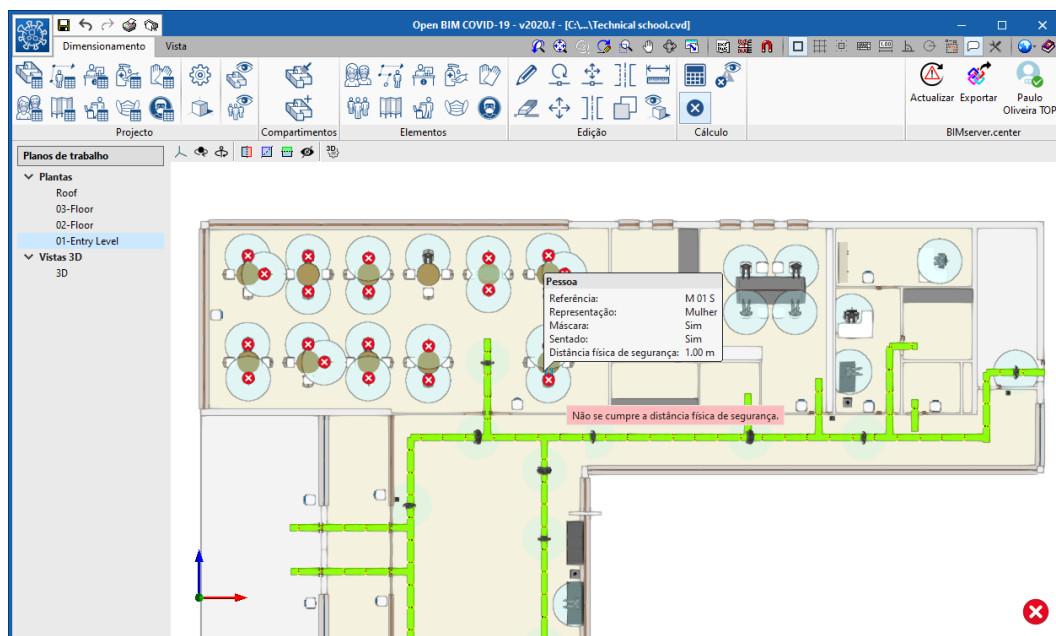 Open BIM COVID-19 - v2020.f - [C:\...\Technical school.cvd]
Dimensionamento Vista
Actualizar Exportar Paulo
Oliveira TOP
Projecto Compartimentos Elementos Edição Cálculo BIMserver.center
Planos de trabalho
Plantas
Roof
03-Floor
02-Floor
01-Entry Level
Vistas 3D
3D
3D
Pessoa
Referência: M 01 S
Representação: Mulher
Máscara: Sim
Sentado: Sim
Distância física de segurança: 1.00 m
Não se cumpre a distância física de segurança.